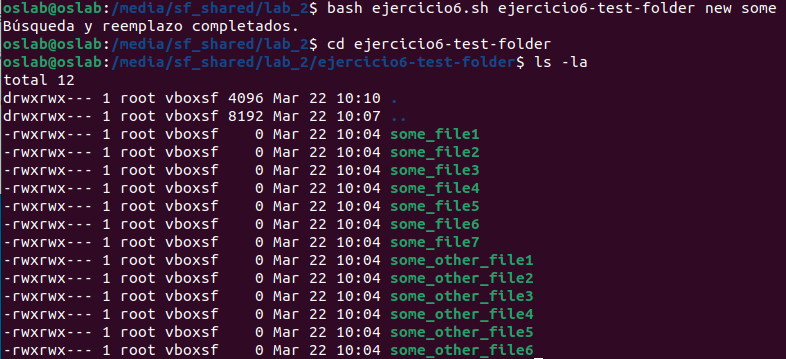 oslab@oslab:/media/sf_shared/lab_2$ bash ejercicio6.sh ejercicio6-test-folder new some
Búsqueda y reemplazo completados.
oslab@oslab:/media/sf_shared/lab_2$ cd ejercicio6-test-folder
oslab@oslab:/media/sf_shared/lab_2/ejercicio6-test-folder$ ls -la
total 12
drwxrwx--- 1 root vboxsf 4096 Mar 22 10:10 .
drwxrwx--- 1 root vboxsf 8192 Mar 22 10:07 ..
-rwxrwx--- 1 root vboxsf    0 Mar 22 10:04 some_file1
-rwxrwx--- 1 root vboxsf    0 Mar 22 10:04 some_file2
-rwxrwx--- 1 root vboxsf    0 Mar 22 10:04 some_file3
-rwxrwx--- 1 root vboxsf    0 Mar 22 10:04 some_file4
-rwxrwx--- 1 root vboxsf    0 Mar 22 10:04 some_file5
-rwxrwx--- 1 root vboxsf    0 Mar 22 10:04 some_file6
-rwxrwx--- 1 root vboxsf    0 Mar 22 10:04 some_file7
-rwxrwx--- 1 root vboxsf    0 Mar 22 10:04 some_other_file1
-rwxrwx--- 1 root vboxsf    0 Mar 22 10:04 some_other_file2
-rwxrwx--- 1 root vboxsf    0 Mar 22 10:04 some_other_file3
-rwxrwx--- 1 root vboxsf    0 Mar 22 10:04 some_other_file4
-rwxrwx--- 1 root vboxsf    0 Mar 22 10:04 some_other_file5
-rwxrwx--- 1 root vboxsf    0 Mar 22 10:04 some_other_file6